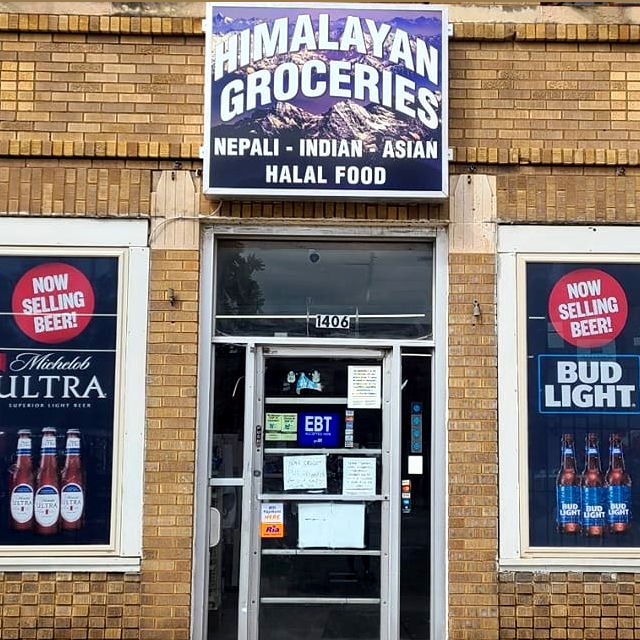 HIMALAYAN
GROCERIES
NEPALI - INDIAN - ASIAN
HALAL FOOD
1406
NOW
SELLING
BEER!
Michelob
ULTRA
SUPERIOR LIGHT BEER
ULTRA
ULTRA
ULTRA
EBT
HERE
Ria
NOW
SELLING
BEER!
BUD
LIGHT
BUD
LIGHT
BUD
LIGHT
BUD
LIGHT